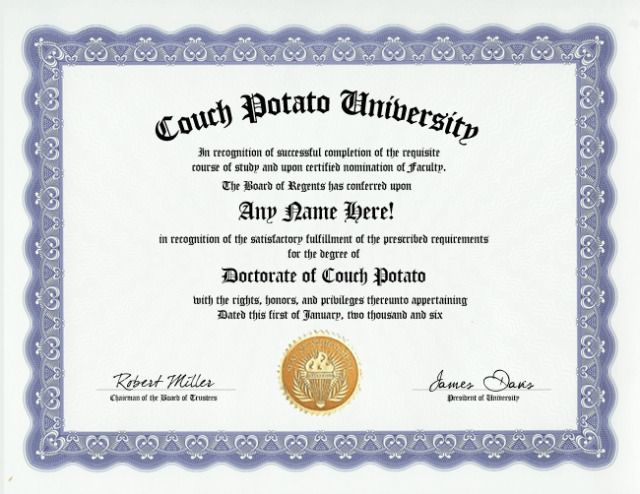 Couch Potato University
In recognition of successful completion of the requisite
course of study and upon certified nomination of Faculty.
The Board of Regents has conferred upon
Any Name Here!
in recognition of the satisfactory fulfillment of the prescribed requirements
for the degree of
Doctorate of Couch Potato
with the rights, honors, and privileges thereunto appertaining
Dated this first of January, two thousand and six
Robert Miller
Chairman of the Board of Trustees
James Davis
President of University